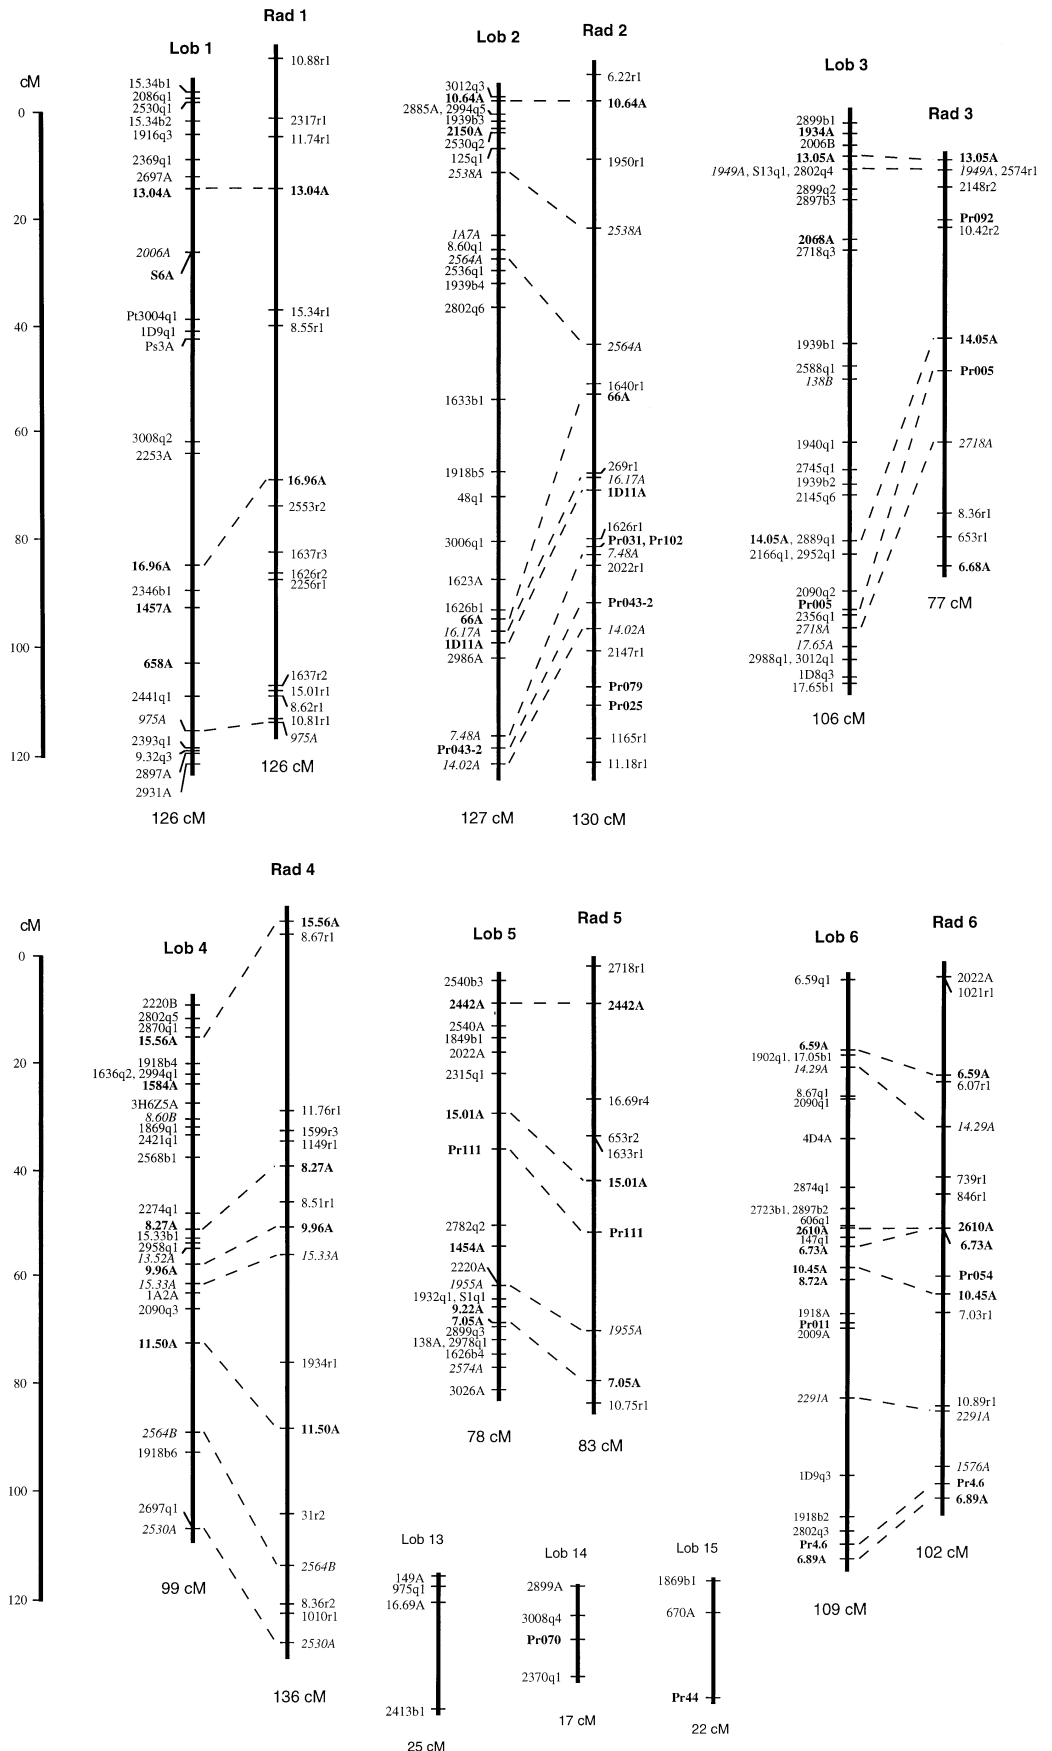 cM
0
20
40
60
80
100
120
Lob 1
15.34b1
2086q1
2530q1
15.34b2
1916q3
2369q1
2697A
13.04A
2006A
S6A
Pt3004q1
1D9q1
Ps3A
3008q2
2253A
16.96A
2346b1
1457A
658A
2441q1
975A
2393q1
9.32q3
2897A
2931A
126 cM
Rad 1
10.88r1
2317r1
11.74r1
13.04A
15.34r1
8.55r1
16.96A
2553r2
1637r3
1626r2
2256r1
1637r2
15.01r1
8.62r1
10.81r1
975A
126 cM
Lob 2
3012q3
10.64A
2885A, 2994q5
1939b3
2150A
2530q2
125q1
2538A
1A7A
8.60q1
2564A
2536q1
1939b4
2802q6
1633b1
1918b5
48q1
3006q1
1623A
1626b1
66A
16.17A
1D11A
2986A
7.48A
Pr043-2
14.02A
127 cM
Rad 2
6.22r1
10.64A
1950r1
2538A
2564A
1640r1
66A
269r1
16.17A
1D11A
1626r1
Pr031, Pr102
7.48A
2022r1
Pr043-2
14.02A
2147r1
Pr079
Pr025
1165r1
11.18r1
130 cM
Lob 3
2899b1
1934A
2006B
13.05A
1949A, S13q1, 2802q4
2899q2
2897b3
2068A
2718q3
1939b1
2588q1
138B
1940q1
2745q1
1939b2
2145q6
14.05A, 2889q1
2166q1, 2952q1
2090q2
Pr005
2356q1
2718A
17.65A
2988q1, 3012q1
1D8q3
17.65b1
106 cM
Rad 3
13.05A
1949A, 2574r1
2148r2
Pr092
10.42r2
14.05A
Pr005
2718A
8.36r1
653r1
6.68A
77 cM
cM
0
20
40
60
80
100
120
Lob 4
2220B
2802q5
2870q1
15.56A
1918b4
1636q2, 2994q1
1584A
3H6Z5A
8.60B
1869q1
2421q1
2568b1
2274q1
8.27A
15.33b1
2958q1
13.52A
9.96A
15.33A
1A2A
2090q3
11.50A
2564B
1918b6
2697q1
2530A
99 cM
Rad 4
15.56A
8.67r1
11.76r1
1599r3
1149r1
8.27A
8.51r1
9.96A
15.33A
1934r1
11.50A
31r2
2564B
8.36r2
1010r1
2530A
136 cM
Lob 5
2540b3
2442A
2540A
1849b1
2022A
2315q1
15.01A
Pr111
2782q2
1454A
2220A
1955A
1932q1, S1q1
9.22A
7.05A
2899q3
138A, 2978q1
1626b4
2574A
3026A
78 cM
Rad 5
2718r1
2442A
16.69r4
653r2
1633r1
15.01A
Pr111
1955A
7.05A
10.75r1
83 cM
Lob 6
6.59q1
6.59A
1902q1, 17.05b1
14.29A
8.67q1
2090q1
4D4A
2874q1
2723b1, 2897b2
606q1
2610A
147q1
6.73A
10.45A
8.72A
1918A
Pr011
2009A
2291A
1D9q3
1918b2
2802q3
Pr4.6
6.89A
109 cM
Rad 6
2022A
1021r1
6.59A
6.07r1
14.29A
739r1
846r1
2610A
6.73A
Pr054
10.45A
7.03r1
10.89r1
2291A
1576A
Pr4.6
6.89A
102 cM
Lob 13
149A
975q1
16.69A
2413b1
25 cM
Lob 14
2899A
3008q4
Pr070
2370q1
17 cM
Lob 15
1869b1
670A
Pr44
22 cM